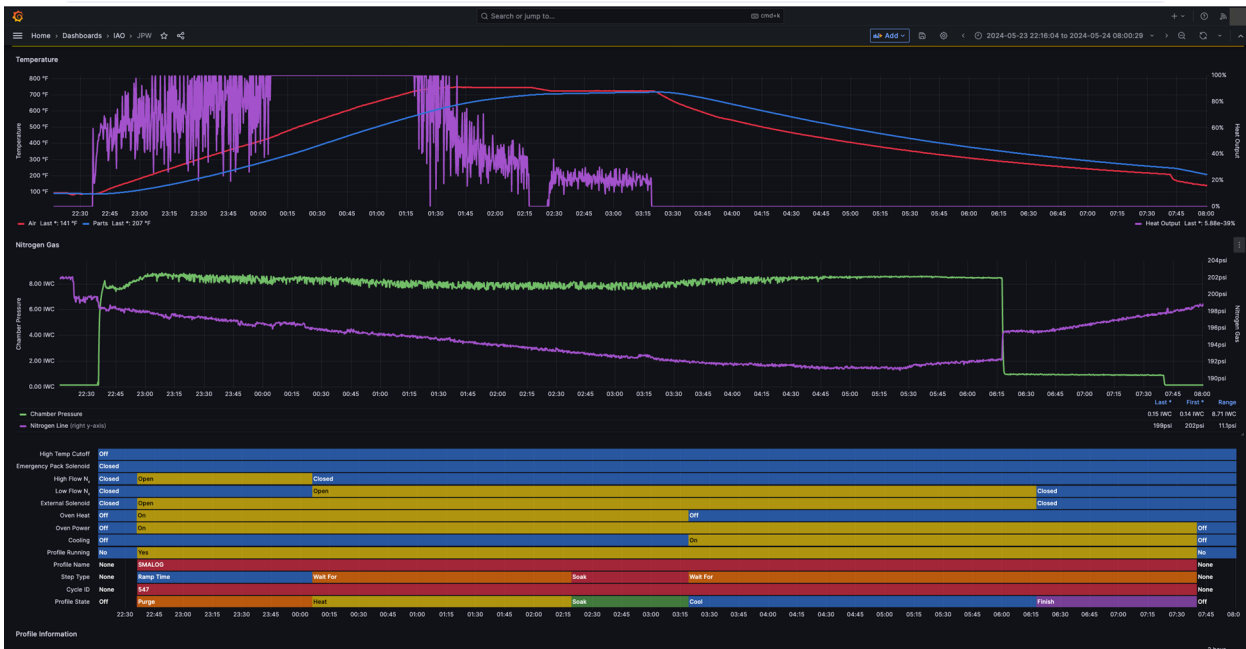 Search or jump to...
cmd+k
Home › Dashboards › IAO › JPW
Add
2024-05-23 22:16:04 to 2024-05-24 08:00:29
Temperature
800 °F
700 °F
600 °F
500 °F
400 °F
300 °F
200 °F
100 °F
Temperature
100%
80%
60%
40%
20%
0%
Heat Output
22:30 22:45 23:00 23:15 23:30 23:45 00:00 00:15 00:30 00:45 01:00 01:15 01:30 01:45 02:00 02:15 02:30 02:45 03:00 03:15 03:30 03:45 04:00 04:15 04:30 04:45 05:00 05:15 05:30 05:45 06:00 06:15 06:30 06:45 07:00 07:15 07:30 07:45 08:00
Air Last *: 141 °F Parts Last *: 207 °F
Heat Output Last *: 5.88e-39%
Nitrogen Gas
8.00 IWC
6.00 IWC
4.00 IWC
2.00 IWC
0.00 IWC
Chamber Pressure
204psi
202psi
200psi
198psi
196psi
194psi
192psi
190psi
Nitrogen Gas
22:30 22:45 23:00 23:15 23:30 23:45 00:00 00:15 00:30 00:45 01:00 01:15 01:30 01:45 02:00 02:15 02:30 02:45 03:00 03:15 03:30 03:45 04:00 04:15 04:30 04:45 05:00 05:15 05:30 05:45 06:00 06:15 06:30 06:45 07:00 07:15 07:30 07:45 08:00
Last * First * Range
Chamber Pressure 0.15 IWC 0.14 IWC 8.71 IWC
Nitrogen Line (right y-axis) 199psi 202psi 11.1psi
High Temp Cutoff Off
Emergency Pack Solenoid Closed
High Flow N₂ Closed Open Closed
Low Flow N₂ Closed Open Closed
External Solenoid Closed Open Closed
Oven Heat Off On Off
Oven Power Off On Off
Cooling Off On Off
Profile Running No Yes No
Profile Name None SMALOG None
Step Type None Ramp Time Wait For Soak Wait For None
Cycle ID None 547 None
Profile State Off Purge Heat Soak Cool Finish Off
22:30 22:45 23:00 23:15 23:30 23:45 00:00 00:15 00:30 00:45 01:00 01:15 01:30 01:45 02:00 02:15 02:30 02:45 03:00 03:15 03:30 03:45 04:00 04:15 04:30 04:45 05:00 05:15 05:30 05:45 06:00 06:15 06:30 06:45 07:00 07:15 07:30 07:45 08:0
Profile Information